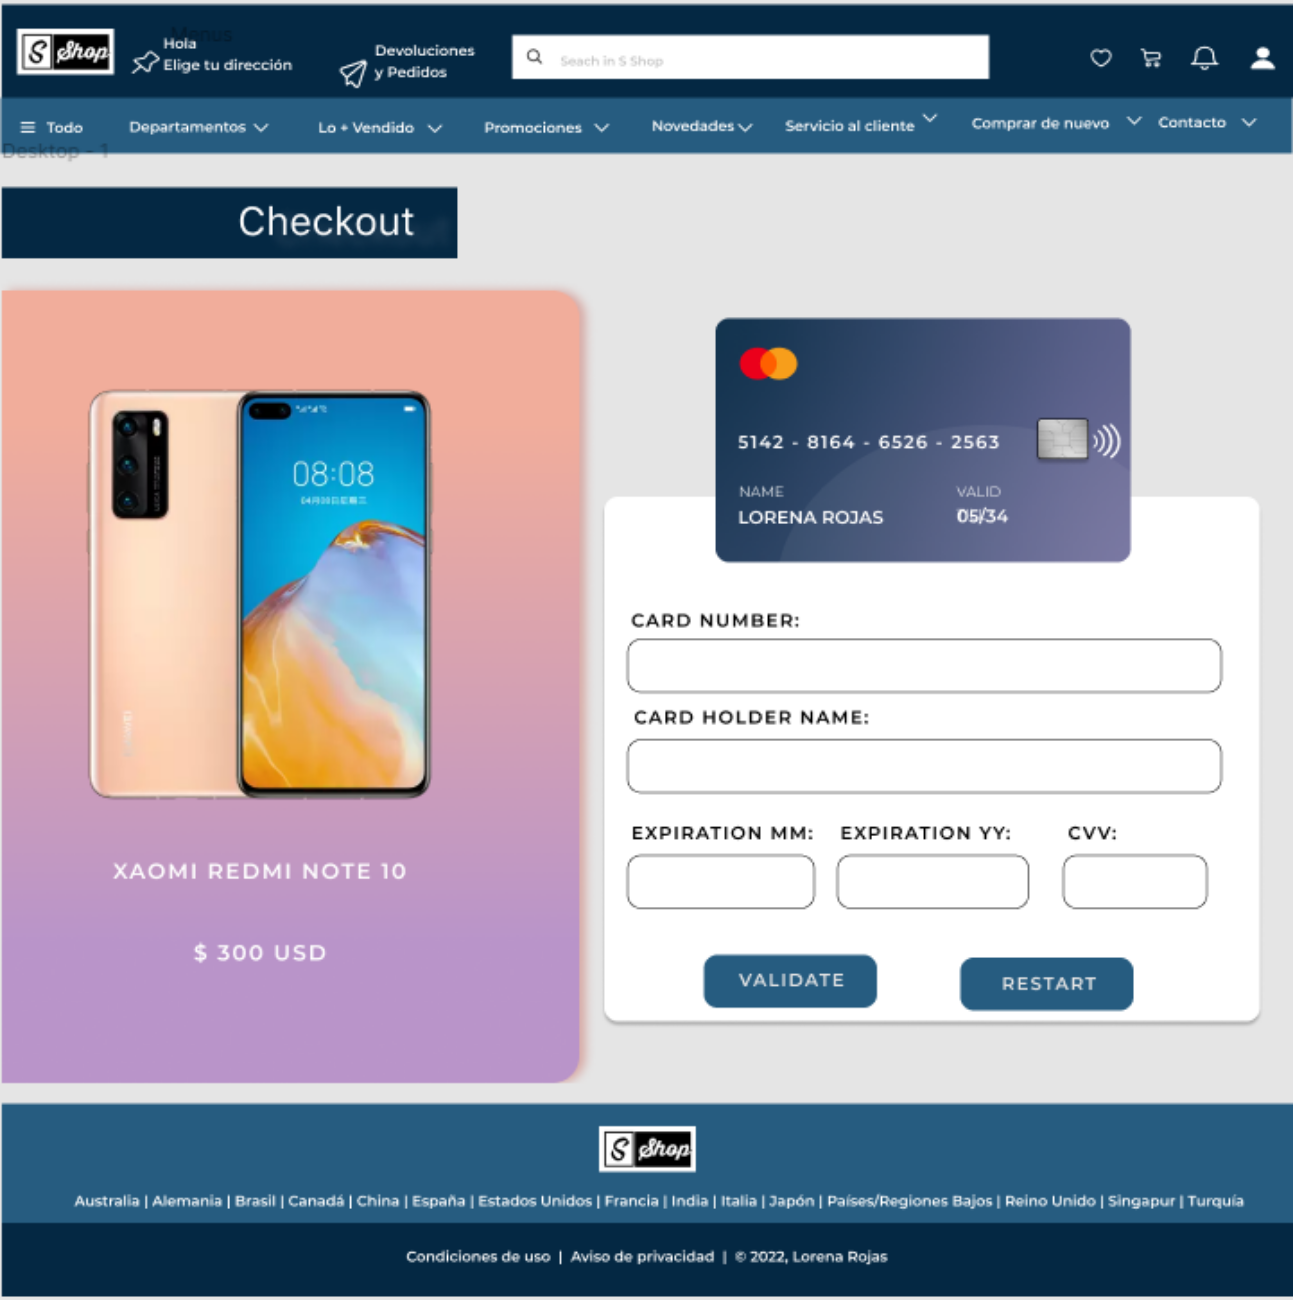 Menus
S Shop
Hola
Elige tu dirección
Devoluciones
y Pedidos
Seach in S Shop
Todo
Departamentos
Lo + Vendido
Promociones
Novedades
Servicio al cliente
Comprar de nuevo
Contacto
Desktop - 1
Checkout
08:08
HUAWEI
XAOMI REDMI NOTE 10
$ 300 USD
5142 - 8164 - 6526 - 2563
NAME
VALID
LORENA ROJAS
05/34
CARD NUMBER:
CARD HOLDER NAME:
EXPIRATION MM:
EXPIRATION YY:
CVV:
VALIDATE
RESTART
S Shop
Australia | Alemania | Brasil | Canadá | China | España | Estados Unidos | Francia | India | Italia | Japón | Países/Regiones Bajos | Reino Unido | Singapur | Turquía
Condiciones de uso | Aviso de privacidad | © 2022, Lorena Rojas